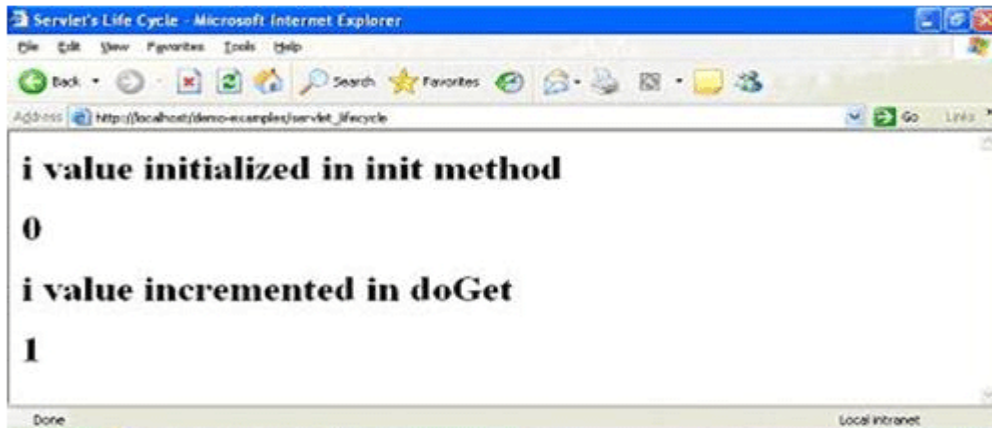 Servlet's Life Cycle - Microsoft Internet Explorer
File Edit View Favorites Tools Help
Back Search Favorites
Address http://localhost/demo-examples/servlet_lifecycle Go Links
i value initialized in init method
0
i value incremented in doGet
1
Done Local intranet